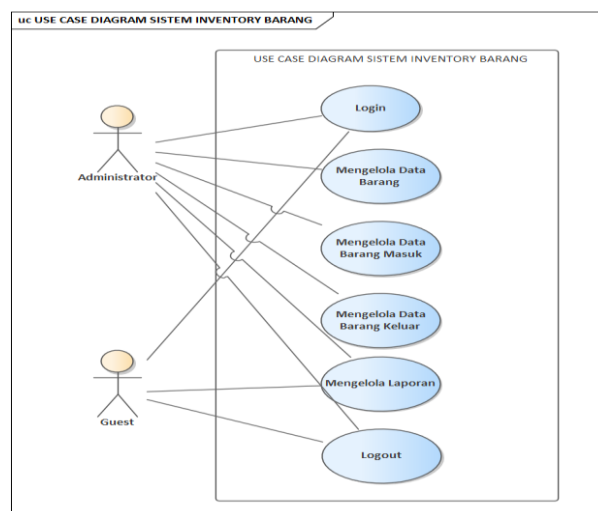 uc USE CASE DIAGRAM SISTEM INVENTORY BARANG
USE CASE DIAGRAM SISTEM INVENTORY BARANG
Login
Administrator
Mengelola Data
Barang
Mengelola Data
Barang Masuk
Mengelola Data
Barang Keluar
Mengelola Laporan
Guest
Logout